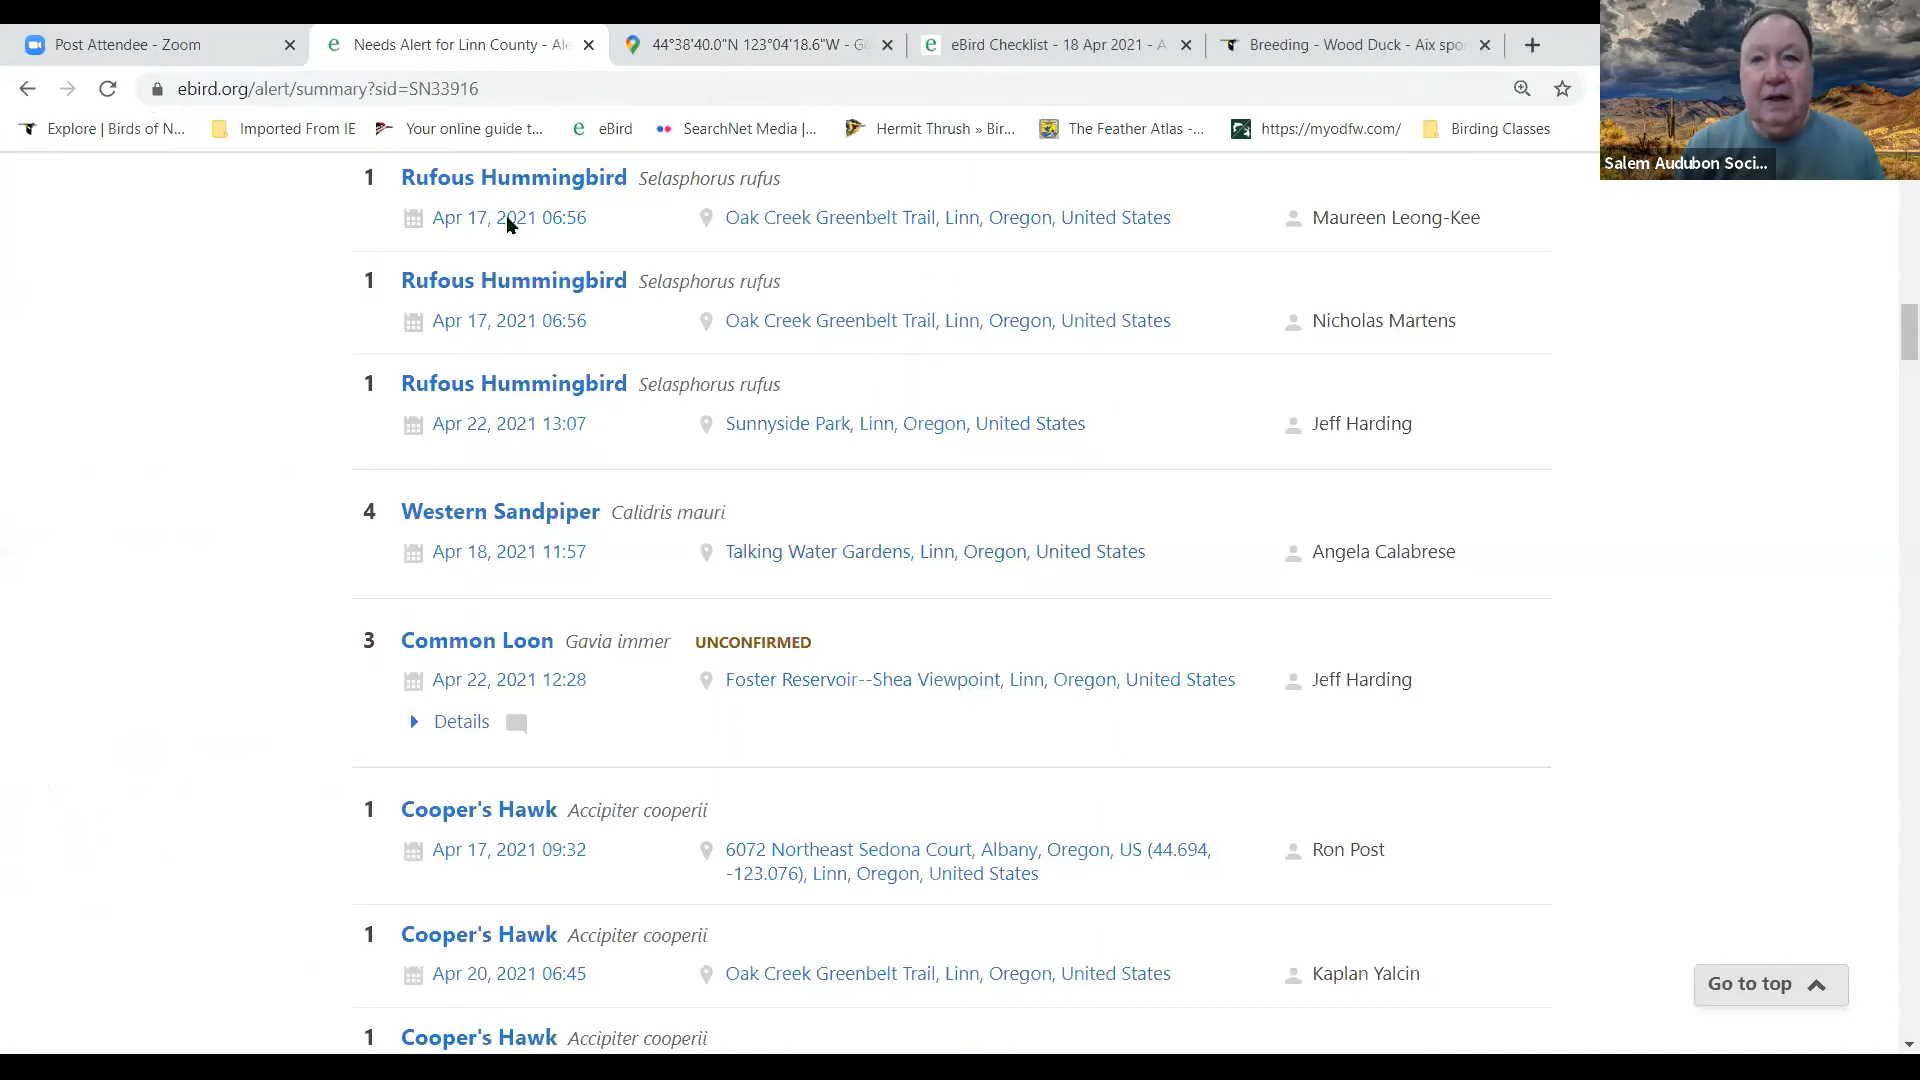 Post Attendee - Zoom
Needs Alert for Linn County - Ale
44°38'40.0"N 123°04'18.6"W - Go
eBird Checklist - 18 Apr 2021 - A
Breeding - Wood Duck - Aix spo
ebird.org/alert/summary?sid=SN33916
Explore | Birds of N...
Imported From IE
Your online guide t...
eBird
SearchNet Media |...
Hermit Thrush » Bir...
The Feather Atlas -...
https://myodfw.com/
Birding Classes
Salem Audubon Soci...
1 Rufous Hummingbird Selasphorus rufus
Apr 17, 2021 06:56 Oak Creek Greenbelt Trail, Linn, Oregon, United States Maureen Leong-Kee
1 Rufous Hummingbird Selasphorus rufus
Apr 17, 2021 06:56 Oak Creek Greenbelt Trail, Linn, Oregon, United States Nicholas Martens
1 Rufous Hummingbird Selasphorus rufus
Apr 22, 2021 13:07 Sunnyside Park, Linn, Oregon, United States Jeff Harding
4 Western Sandpiper Calidris mauri
Apr 18, 2021 11:57 Talking Water Gardens, Linn, Oregon, United States Angela Calabrese
3 Common Loon Gavia immer UNCONFIRMED
Apr 22, 2021 12:28 Foster Reservoir--Shea Viewpoint, Linn, Oregon, United States Jeff Harding
Details
1 Cooper's Hawk Accipiter cooperii
Apr 17, 2021 09:32 6072 Northeast Sedona Court, Albany, Oregon, US (44.694, Ron Post
-123.076), Linn, Oregon, United States
1 Cooper's Hawk Accipiter cooperii
Apr 20, 2021 06:45 Oak Creek Greenbelt Trail, Linn, Oregon, United States Kaplan Yalcin
Go to top
1 Cooper's Hawk Accipiter cooperii